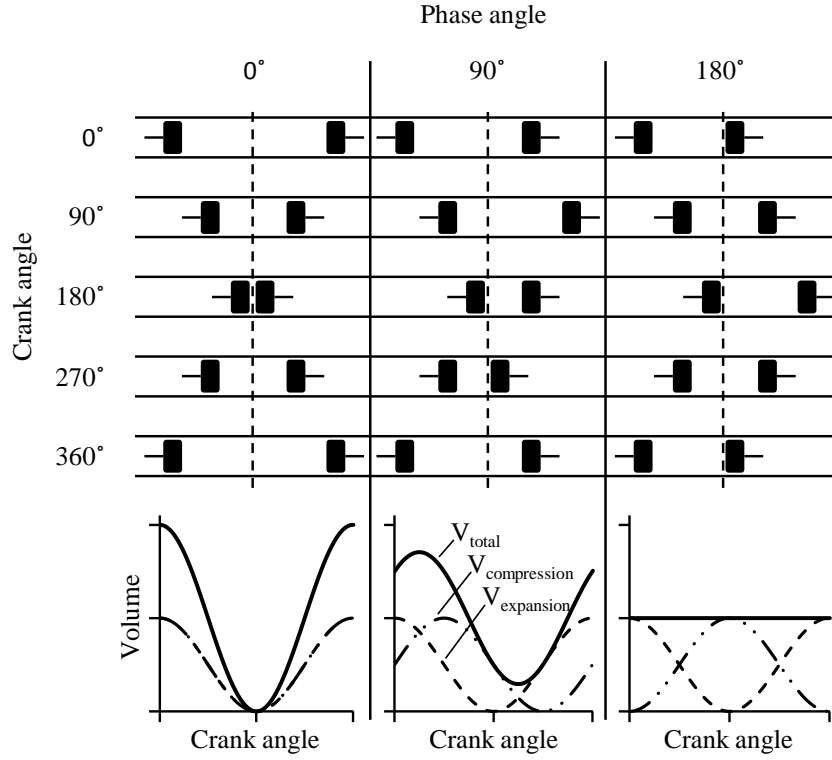 Phase angle
0˚
90˚
180˚
Crank angle
0˚
90˚
180˚
270˚
360˚
Volume
V_total
V_compression
V_expansion
Crank angle
Crank angle
Crank angle